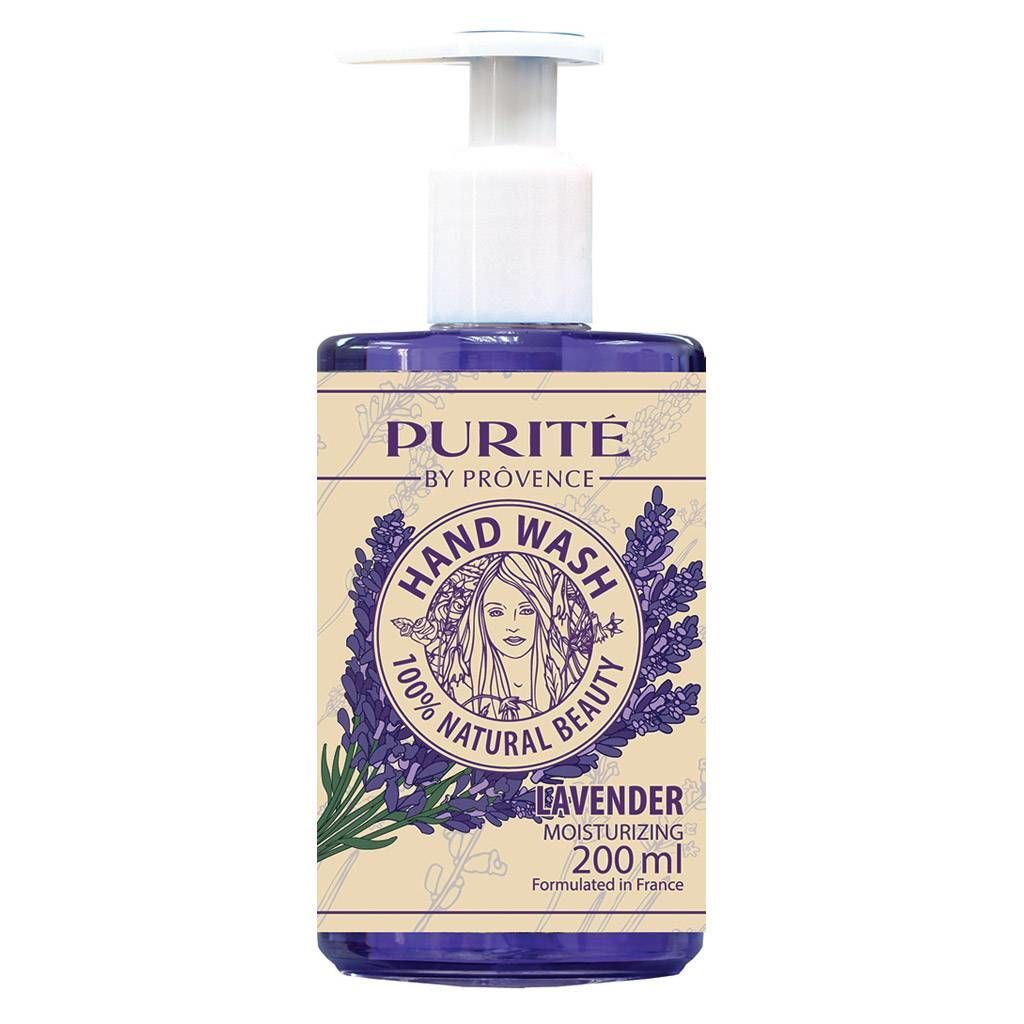 PURITÉ
BY PRÔVENCE
HAND WASH
100% NATURAL BEAUTY
LAVENDER
MOISTURIZING
200 ml
Formulated in France